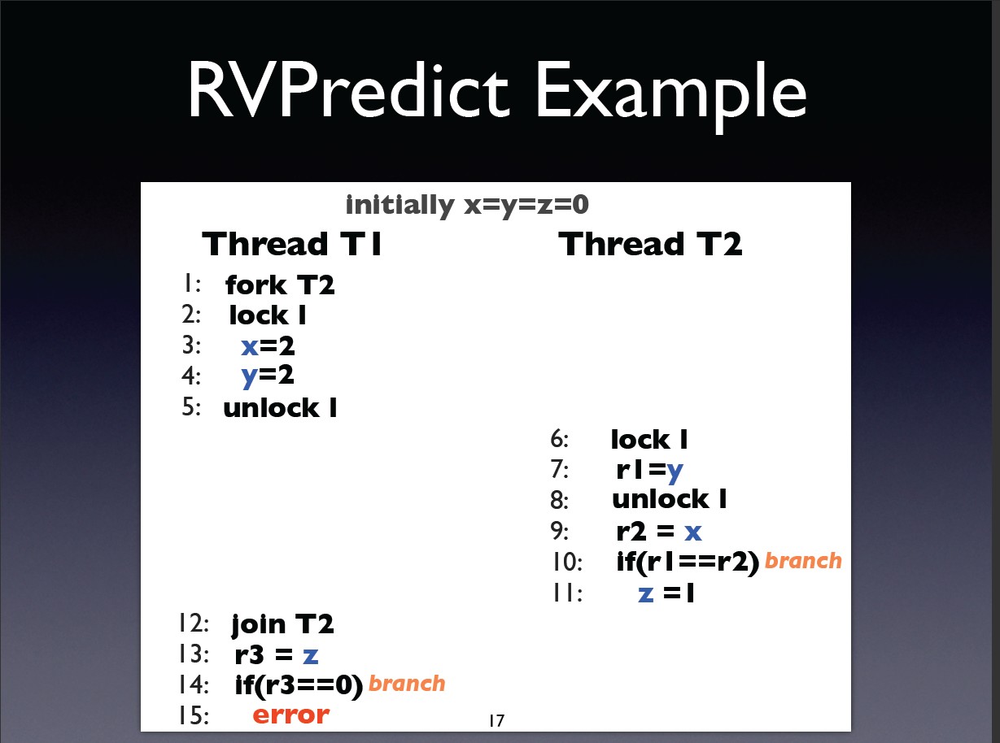 RVPredict Example
initially x=y=z=0
Thread T1 Thread T2
1: fork T2
2: lock l
3: x=2
4: y=2
5: unlock l
6: lock l
7: r1=y
8: unlock l
9: r2 = x
10: if(r1==r2) branch
11: z =1
12: join T2
13: r3 = z
14: if(r3==0) branch
15: error
17